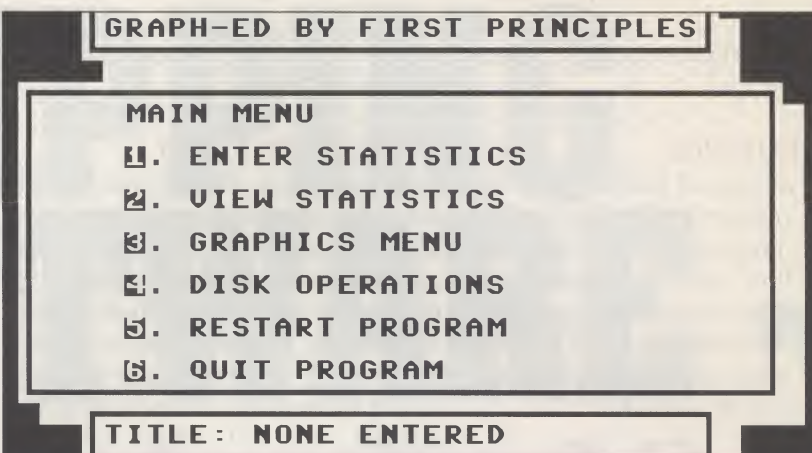 GRAPH-ED BY FIRST PRINCIPLES
MAIN MENU
1. ENTER STATISTICS
2. VIEW STATISTICS
3. GRAPHICS MENU
4. DISK OPERATIONS
5. RESTART PROGRAM
6. QUIT PROGRAM
TITLE: NONE ENTERED